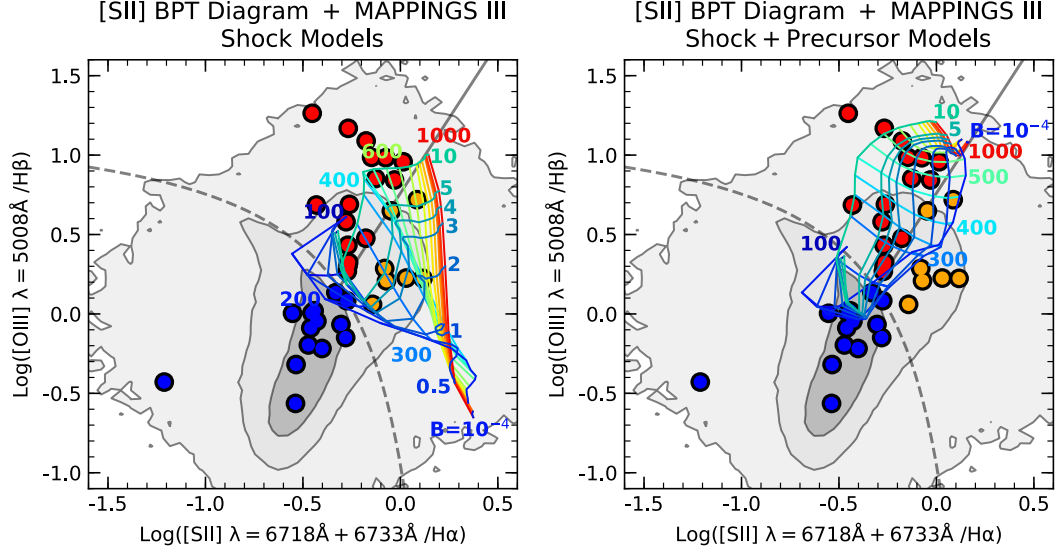 [SII] BPT Diagram + MAPPINGS III
Shock Models
1.5
1.0
0.5
0.0
-0.5
-1.0
Log([OIII] λ = 5008Å /Hβ)
1000
600
10
400
5
4
100
3
2
200
1
300
0.5
B=10⁻⁴
-1.5 -1.0 -0.5 0.0 0.5
Log([SII] λ = 6718Å + 6733Å /Hα)
[SII] BPT Diagram + MAPPINGS III
Shock + Precursor Models
1.5
1.0
0.5
0.0
-0.5
-1.0
Log([OIII] λ = 5008Å /Hβ)
10
5
B=10⁻⁴
1000
500
400
100
300
-1.5 -1.0 -0.5 0.0 0.5
Log([SII] λ = 6718Å + 6733Å /Hα)